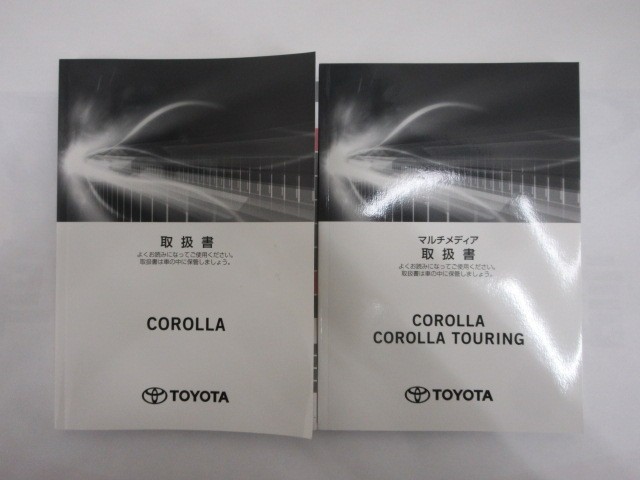 取扱書
よくお読みになってご使用ください。
取扱書は車の中に保管しましょう。
COROLLA
TOYOTA
マルチメディア
取扱書
よくお読みになってご使用ください。
取扱書は車の中に保管しましょう。
COROLLA
COROLLA TOURING
TOYOTA